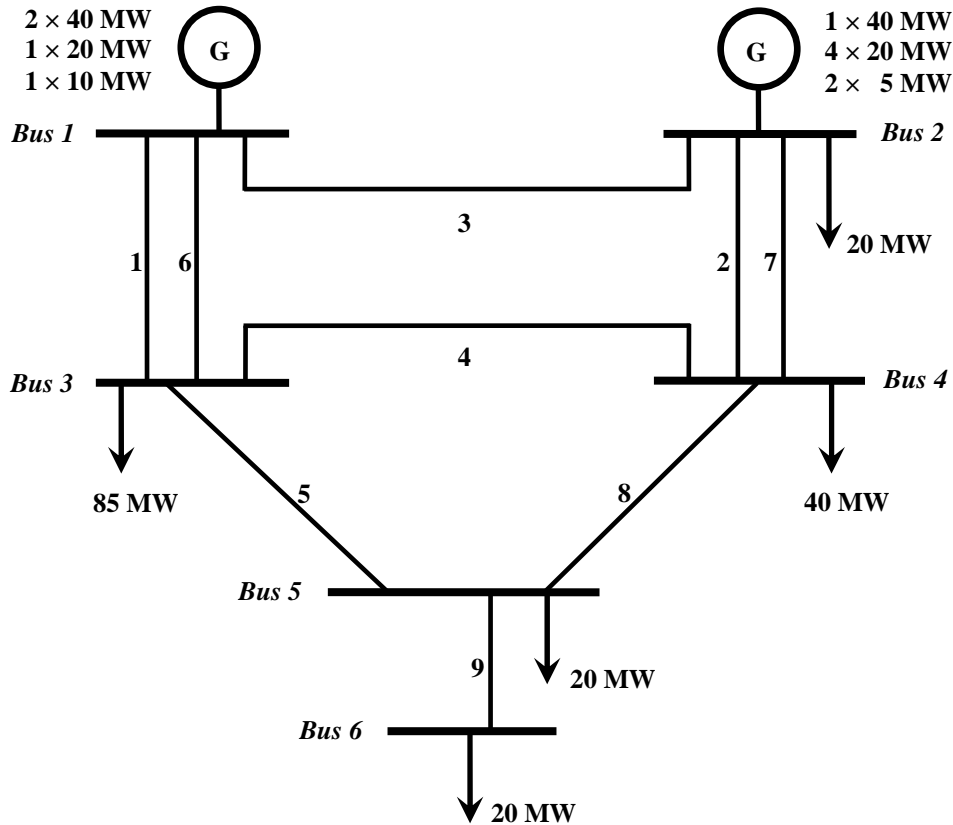 2 × 40 MW
1 × 20 MW
1 × 10 MW
G
G
1 × 40 MW
4 × 20 MW
2 × 5 MW
Bus 1
Bus 2
3
20 MW
1
6
2
7
4
Bus 3
Bus 4
85 MW
5
8
40 MW
Bus 5
9
20 MW
Bus 6
20 MW